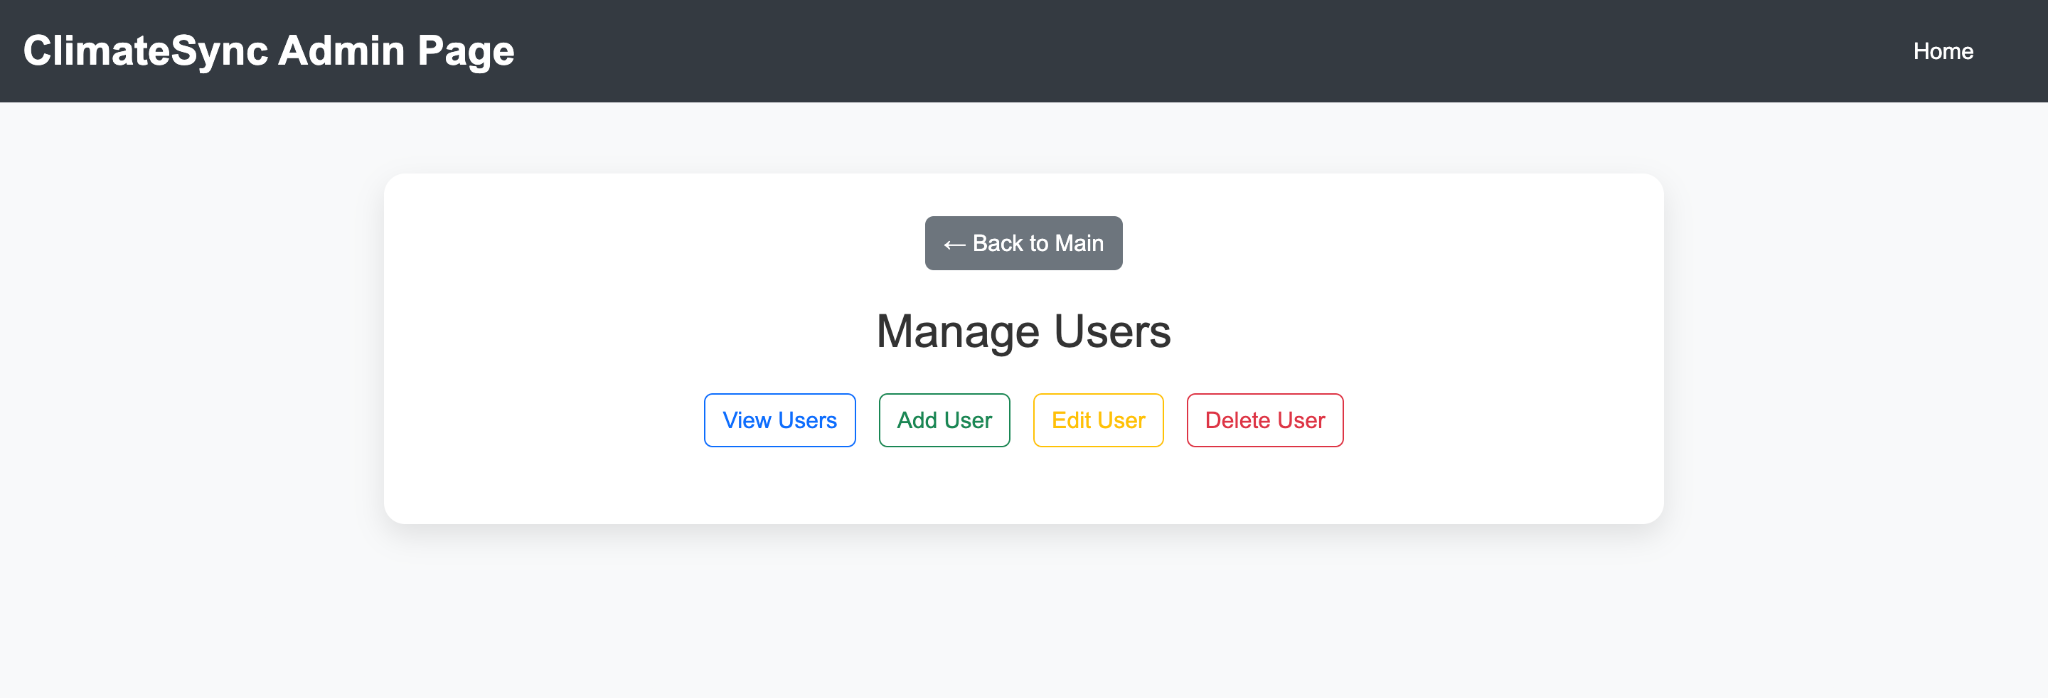 ClimateSync Admin Page
Home
← Back to Main
Manage Users
View Users
Add User
Edit User
Delete User